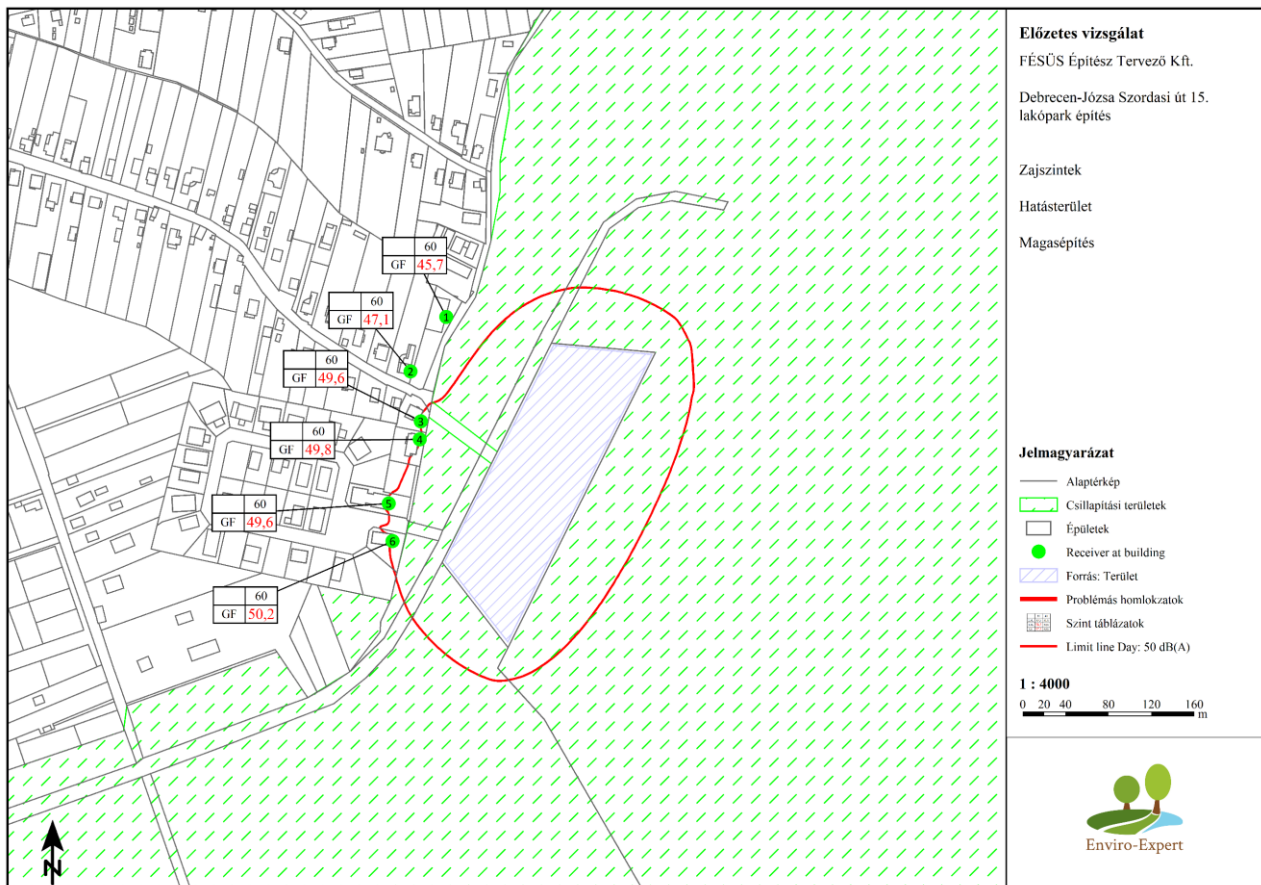 Előzetes vizsgálat
FÉSÜS Építész Tervező Kft.
Debrecen-Józsa Szordasi út 15.
lakópark építés
Zajszintek
Hatásterület
Magasépítés
60
GF 45,7
1
60
GF 47,1
2
60
GF 49,6
3
60
GF 49,8
4
60
GF 49,6
5
60
GF 50,2
6
N
Jelmagyarázat
Alaptérkép
Csillapítási területek
Épületek
Receiver at building
Forrás: Terület
Problémás homlokzatok
Szint táblázatok
Limit line Day: 50 dB(A)
1 : 4000
0 20 40 80 120 160
m
Enviro-Expert